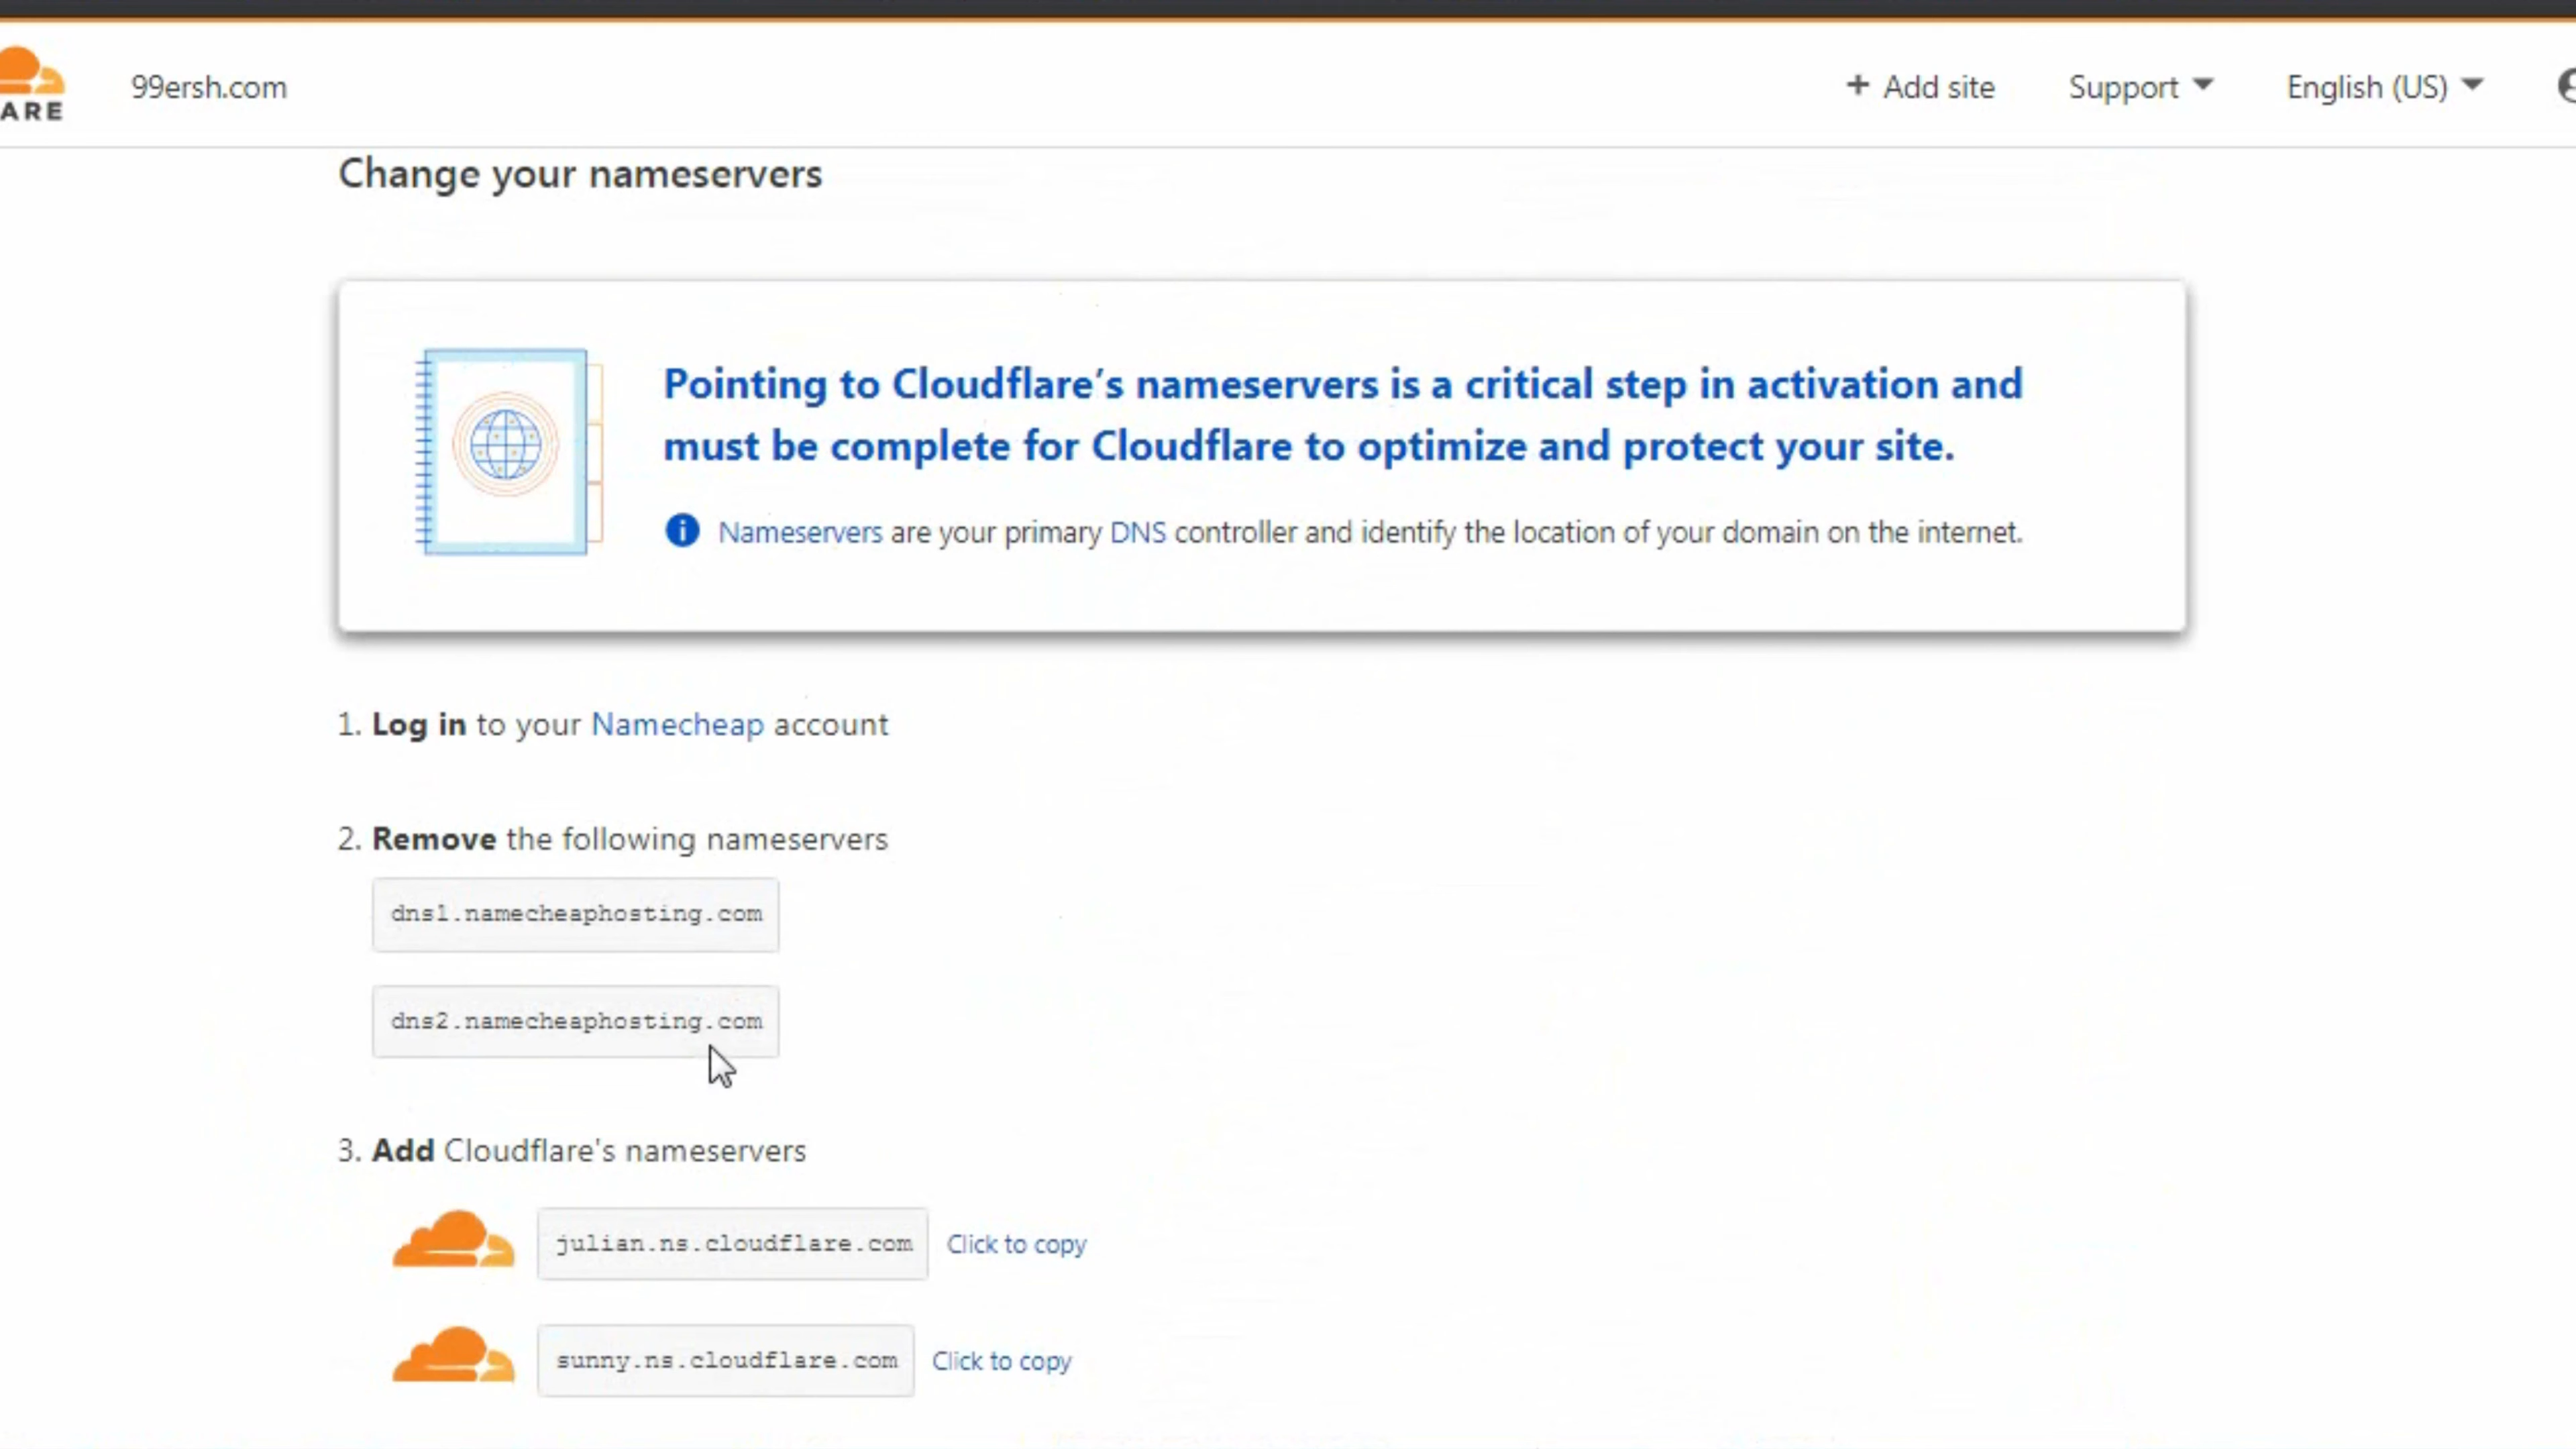 ARE
99ersh.com
+ Add site
Support
English (US)
Change your nameservers
Pointing to Cloudflare’s nameservers is a critical step in activation and
must be complete for Cloudflare to optimize and protect your site.
i Nameservers are your primary DNS controller and identify the location of your domain on the internet.
1. Log in to your Namecheap account
2. Remove the following nameservers
dns1.namecheaphosting.com
dns2.namecheaphosting.com
3. Add Cloudflare's nameservers
julian.ns.cloudflare.com Click to copy
sunny.ns.cloudflare.com Click to copy